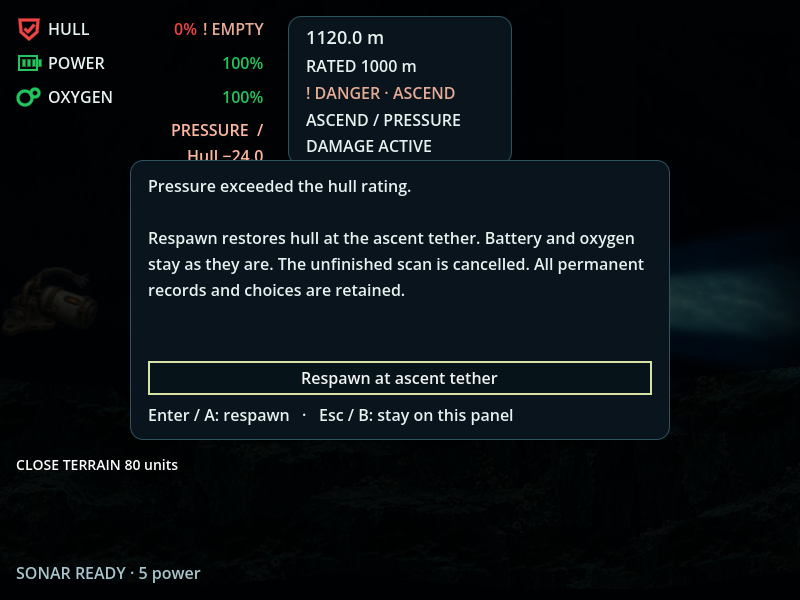 HULL 0% ! EMPTY
POWER 100%
OXYGEN 100%
PRESSURE /
Hull −24.0
1120.0 m
RATED 1000 m
! DANGER · ASCEND
ASCEND / PRESSURE
DAMAGE ACTIVE
Pressure exceeded the hull rating.
Respawn restores hull at the ascent tether. Battery and oxygen
stay as they are. The unfinished scan is cancelled. All permanent
records and choices are retained.
Respawn at ascent tether
Enter / A: respawn · Esc / B: stay on this panel
CLOSE TERRAIN 80 units
SONAR READY · 5 power